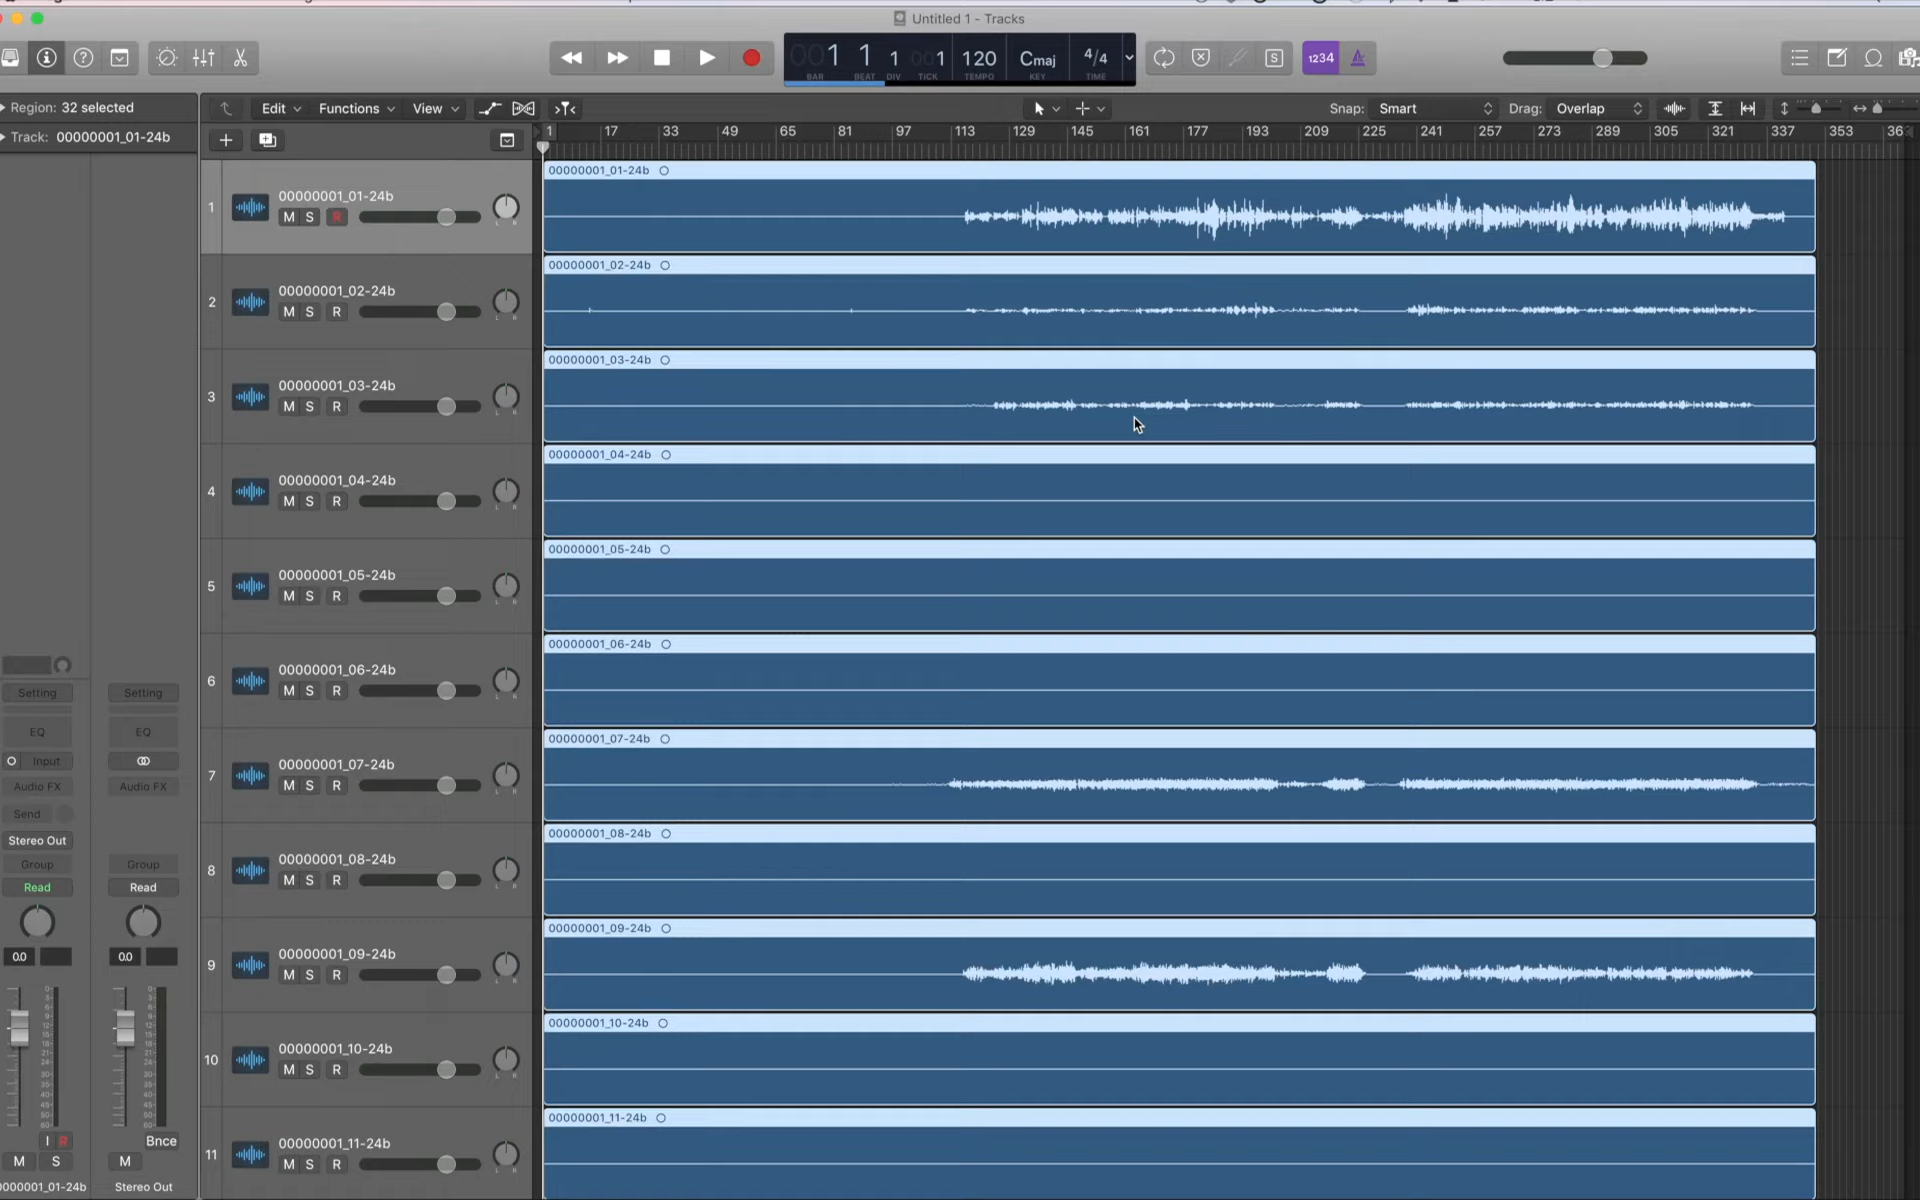 Untitled 1 - Tracks
001 1 1 001 120 Cmaj 4/4
BAR BEAT DIV TICK TEMPO KEY TIME
S 1234
Region: 32 selected
Track: 00000001_01-24b
Edit Functions View
Snap: Smart Drag: Overlap
1 17 33 49 65 81 97 113 129 145 161 177 193 209 225 241 257 273 289 305 321 337 353
1 00000001_01-24b
M S R
L R
00000001_01-24b
2 00000001_02-24b
M S R
L R
00000001_02-24b
3 00000001_03-24b
M S R
L R
00000001_03-24b
4 00000001_04-24b
M S R
L R
00000001_04-24b
5 00000001_05-24b
M S R
L R
00000001_05-24b
6 00000001_06-24b
M S R
L R
00000001_06-24b
7 00000001_07-24b
M S R
L R
00000001_07-24b
8 00000001_08-24b
M S R
L R
00000001_08-24b
9 00000001_09-24b
M S R
L R
00000001_09-24b
10 00000001_10-24b
M S R
L R
00000001_10-24b
11 00000001_11-24b
M S R
L R
00000001_11-24b
Setting Setting
EQ EQ
Input
Audio FX Audio FX
Send
Stereo Out
Group Group
Read Read
0.0 0.0
I R Bnce
M S M
00000001_01-24b Stereo Out